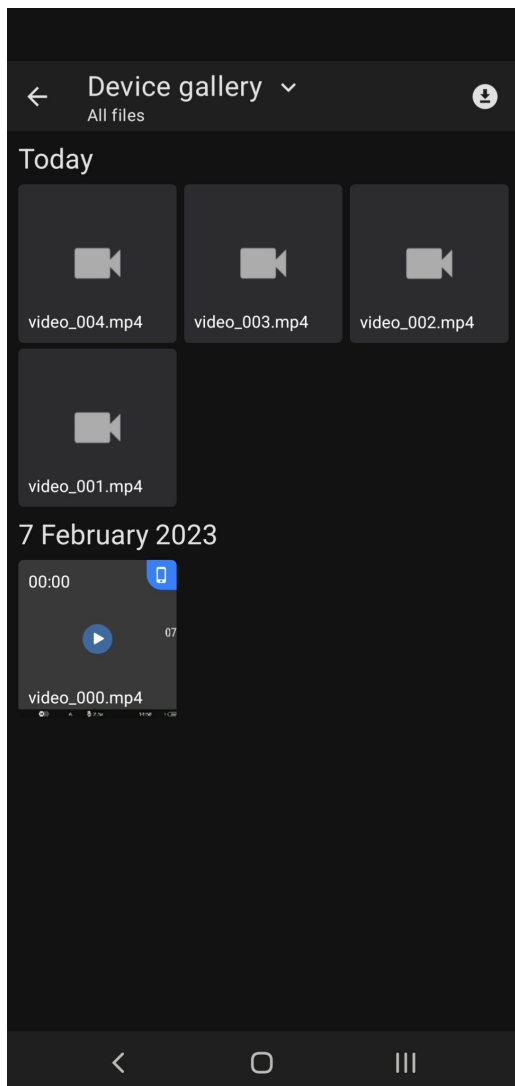 Device gallery
All files
Today
video_004.mp4
video_003.mp4
video_002.mp4
video_001.mp4
7 February 2023
00:00
07
video_000.mp4